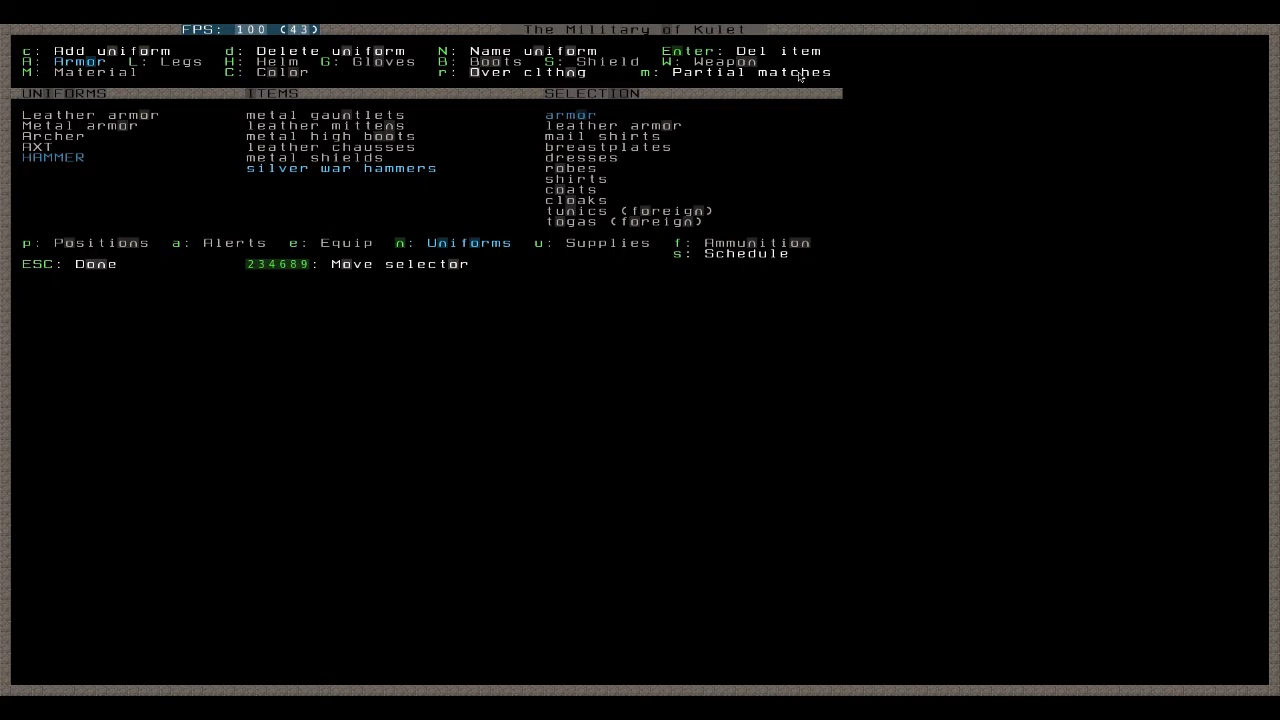 FPS: 100 (43) The Military of Kulet
c: Add uniform d: Delete uniform N: Name uniform Enter: Del item
A: Armor L: Legs H: Helm G: Gloves B: Boots S: Shield W: Weapon
M: Material C: Color r: Over clthng m: Partial matches
UNIFORMS ITEMS SELECTION
Leather armor metal gauntlets armor
Metal armor leather mittens leather armor
Archer metal high boots mail shirts
AXT leather chausses breastplates
HAMMER metal shields dresses
silver war hammers robes
shirts
coats
cloaks
tunics (foreign)
togas (foreign)
p: Positions a: Alerts e: Equip n: Uniforms u: Supplies f: Ammunition
s: Schedule
ESC: Done 234689: Move selector